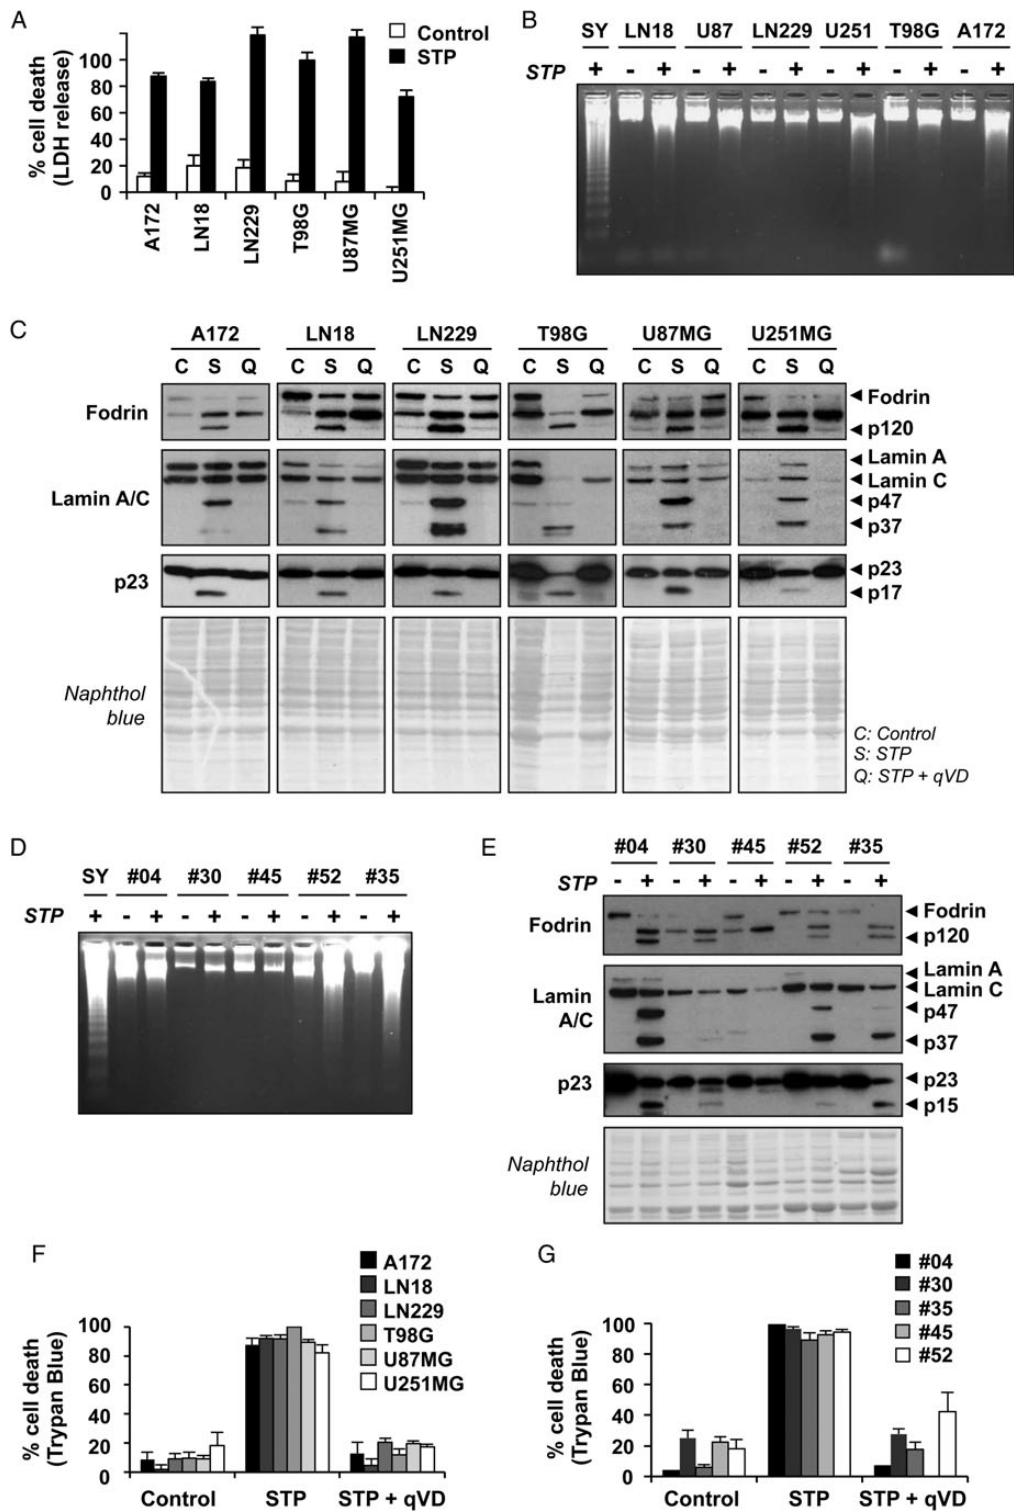 A
% cell death
(LDH release)
120
100
80
60
40
20
0
Control
STP
A172
LN18
LN229
T98G
U87MG
U251MG
B
SY LN18 U87 LN229 U251 T98G A172
STP + - + - + - + - + - + - +
C
A172 LN18 LN229 T98G U87MG U251MG
C S Q C S Q C S Q C S Q C S Q C S Q
Fodrin
Fodrin
p120
Lamin A/C
Lamin A
Lamin C
p47
p37
p23
p23
p17
Naphthol
blue
C: Control
S: STP
Q: STP + qVD
D
SY #04 #30 #45 #52 #35
STP + - + - + - + - + - +
E
#04 #30 #45 #52 #35
STP - + - + - + - + - +
Fodrin
Fodrin
p120
Lamin
A/C
Lamin A
Lamin C
p47
p37
p23
p23
p15
Naphthol
blue
F
A172
LN18
LN229
T98G
U87MG
U251MG
% cell death
(Trypan Blue)
100
80
60
40
20
0
Control STP STP + qVD
G
#04
#30
#35
#45
#52
% cell death
(Trypan Blue)
100
80
60
40
20
0
Control STP STP + qVD